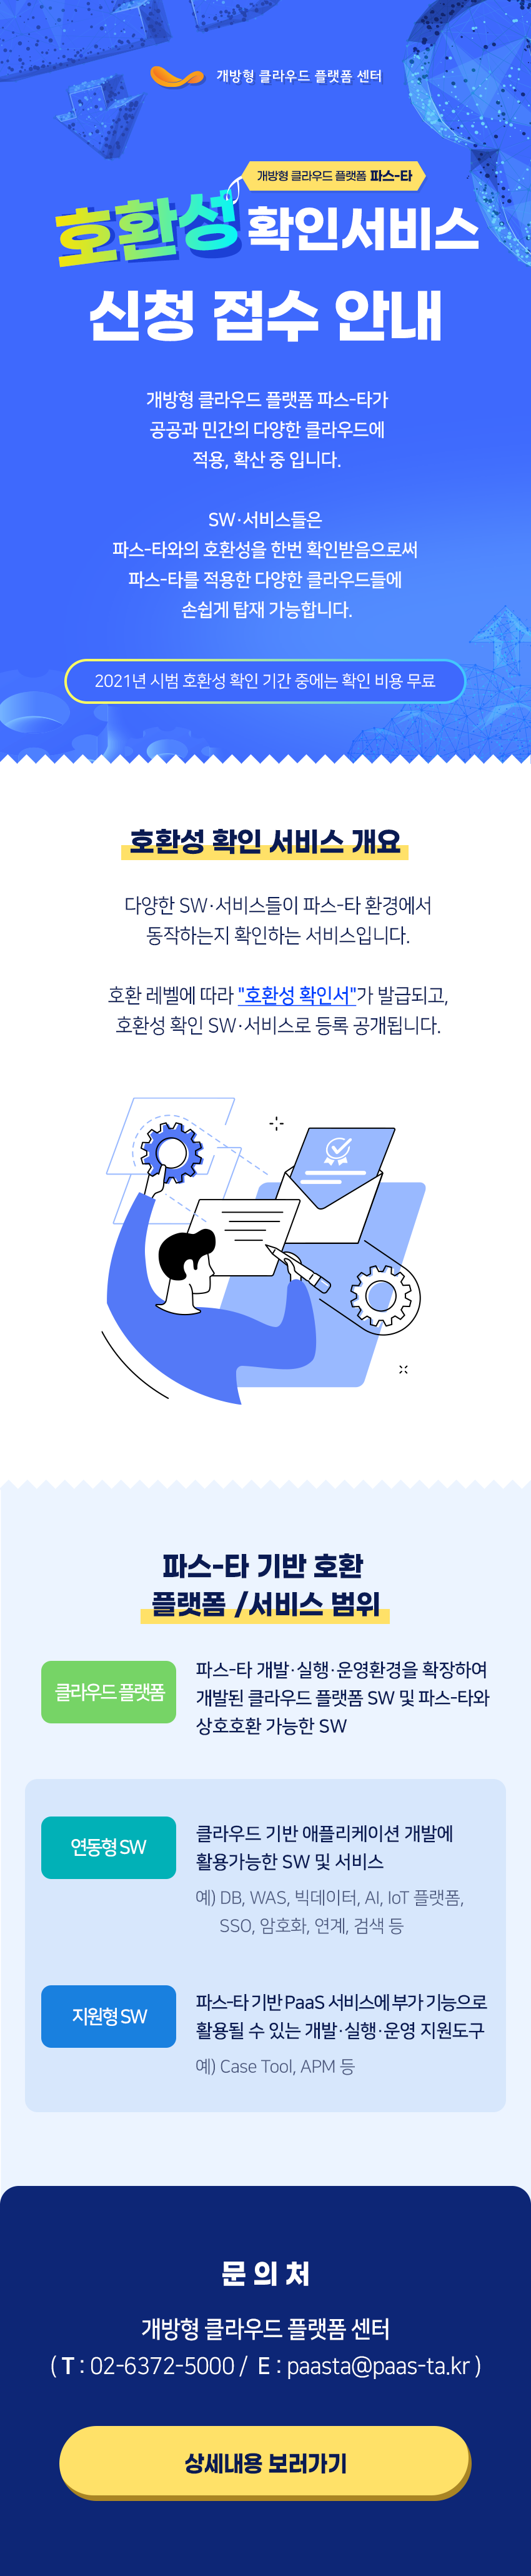 개방형 클라우드 플랫폼 센터
개방형 클라우드 플랫폼 파스-타
호환성 확인서비스
신청 접수 안내
개방형 클라우드 플랫폼 파스-타가
공공과 민간의 다양한 클라우드에
적용, 확산 중 입니다.
SW·서비스들은
파스-타와의 호환성을 한번 확인받음으로써
파스-타를 적용한 다양한 클라우드들에
손쉽게 탑재 가능합니다.
2021년 시범 호환성 확인 기간 중에는 확인 비용 무료
호환성 확인 서비스 개요
다양한 SW·서비스들이 파스-타 환경에서
동작하는지 확인하는 서비스입니다.
호환 레벨에 따라 "호환성 확인서"가 발급되고,
호환성 확인 SW·서비스로 등록 공개됩니다.
파스-타 기반 호환
플랫폼 /서비스 범위
클라우드 플랫폼
파스-타 개발·실행·운영환경을 확장하여
개발된 클라우드 플랫폼 SW 및 파스-타와
상호호환 가능한 SW
연동형 SW
클라우드 기반 애플리케이션 개발에
활용가능한 SW 및 서비스
예) DB, WAS, 빅데이터, AI, IoT 플랫폼,
SSO, 암호화, 연계, 검색 등
지원형 SW
파스-타 기반 PaaS 서비스에 부가 기능으로
활용될 수 있는 개발·실행·운영 지원도구
예) Case Tool, APM 등
문 의 처
개방형 클라우드 플랫폼 센터
( T : 02-6372-5000 / E : paasta@paas-ta.kr )
상세내용 보러가기